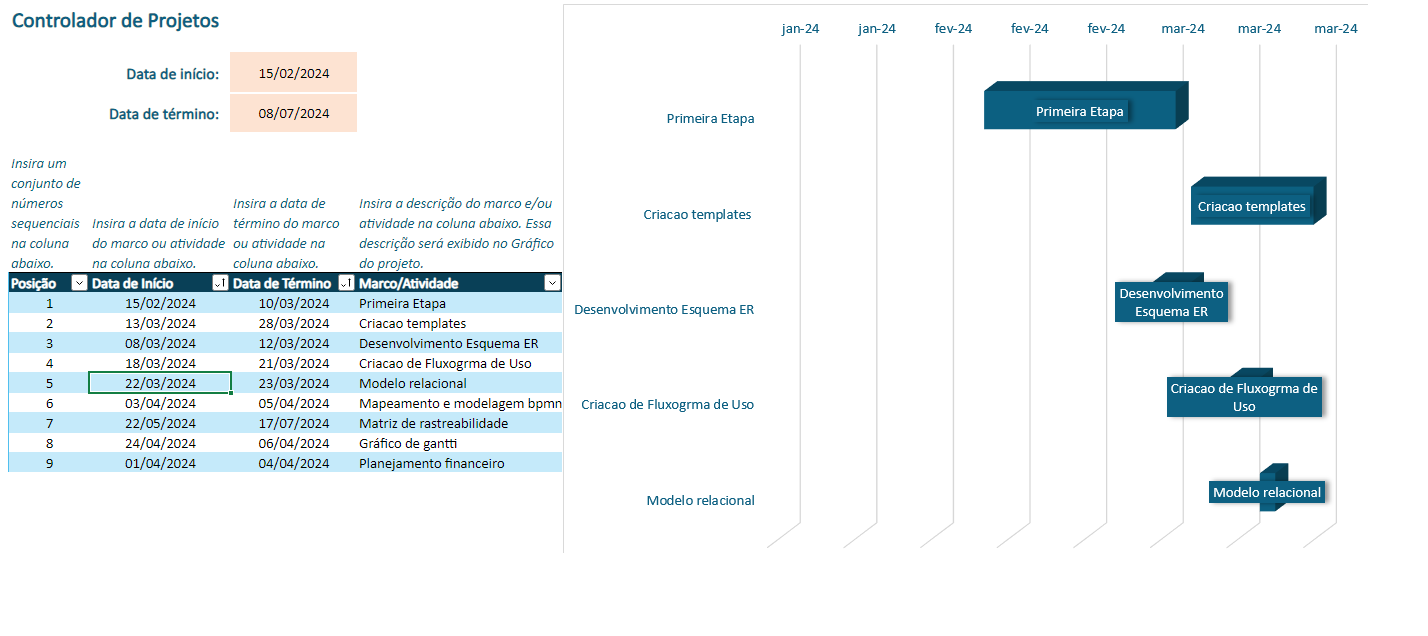 Controlador de Projetos
Data de início: 15/02/2024
Data de término: 08/07/2024
Insira um
conjunto de
números
sequenciais
na coluna
abaixo.
Insira a data de início
do marco ou atividade
na coluna abaixo.
Insira a data de
término do marco
ou atividade na
coluna abaixo.
Insira a descrição do marco e/ou
atividade na coluna abaixo. Essa
descrição será exibido no Gráfico
do projeto.
Posição Data de Início Data de Término Marco/Atividade
1 15/02/2024 10/03/2024 Primeira Etapa
2 13/03/2024 28/03/2024 Criacao templates
3 08/03/2024 12/03/2024 Desenvolvimento Esquema ER
4 18/03/2024 21/03/2024 Criacao de Fluxogrma de Uso
5 22/03/2024 23/03/2024 Modelo relacional
6 03/04/2024 05/04/2024 Mapeamento e modelagem bpmn
7 22/05/2024 17/07/2024 Matriz de rastreabilidade
8 24/04/2024 06/04/2024 Gráfico de gantti
9 01/04/2024 04/04/2024 Planejamento financeiro
jan-24 jan-24 fev-24 fev-24 fev-24 mar-24 mar-24 mar-24
Primeira Etapa
Primeira Etapa
Criacao templates
Criacao templates
Desenvolvimento Esquema ER
Desenvolvimento
Esquema ER
Criacao de Fluxogrma de Uso
Criacao de Fluxogrma de
Uso
Modelo relacional
Modelo relacional